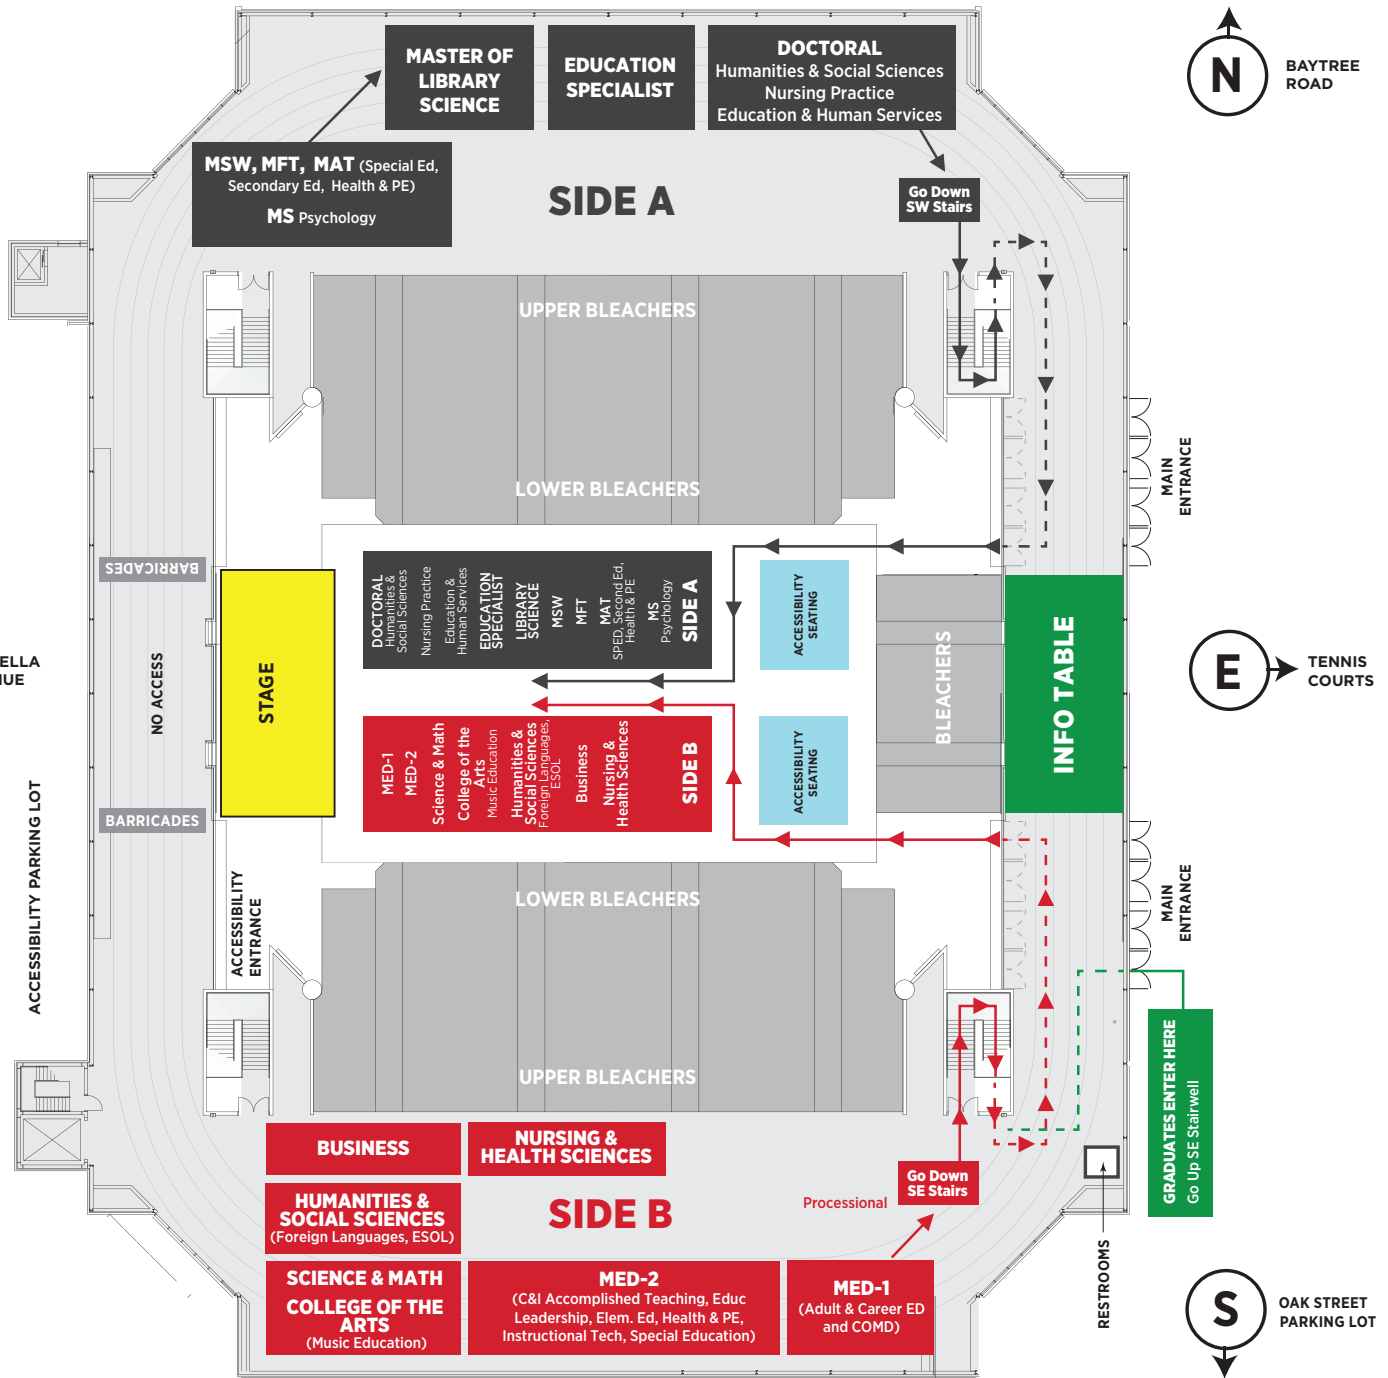 MASTER OF
LIBRARY
SCIENCE
EDUCATION
SPECIALIST
DOCTORAL
Humanities & Social Sciences
Nursing Practice
Education & Human Services
N
BAYTREE
ROAD
MSW, MFT, MAT (Special Ed,
Secondary Ed, Health & PE)
MS Psychology
SIDE A
Go Down
SW Stairs
UPPER BLEACHERS
LOWER BLEACHERS
MAIN
ENTRANCE
BARRICADES
DOCTORAL
Humanities &
Social Sciences
Nursing Practice
Education &
Human Services
EDUCATION
SPECIALIST
LIBRARY
SCIENCE
MSW
MFT
MAT
SPED, Second Ed,
Health & PE
MS
Psychology
SIDE A
ACCESSIBILITY
SEATING
BLEACHERS
INFO TABLE
E
TENNIS
COURTS
ELLA
NUE
NO ACCESS
STAGE
MED-1
MED-2
Science & Math
College of the
Arts
Music Education
Humanities &
Social Sciences
Foreign Languages,
ESOL
Business
Nursing &
Health Sciences
SIDE B
ACCESSIBILITY
SEATING
BARRICADES
ACCESSIBILITY PARKING LOT
ACCESSIBILITY
ENTRANCE
LOWER BLEACHERS
MAIN
ENTRANCE
UPPER BLEACHERS
GRADUATES ENTER HERE
Go Up SE Stairwell
BUSINESS
NURSING &
HEALTH SCIENCES
HUMANITIES &
SOCIAL SCIENCES
(Foreign Languages, ESOL)
SIDE B
Processional
Go Down
SE Stairs
RESTROOMS
SCIENCE & MATH
COLLEGE OF THE
ARTS
(Music Education)
MED-2
(C&I Accomplished Teaching, Educ
Leadership, Elem. Ed, Health & PE,
Instructional Tech, Special Education)
MED-1
(Adult & Career ED
and COMD)
S
OAK STREET
PARKING LOT